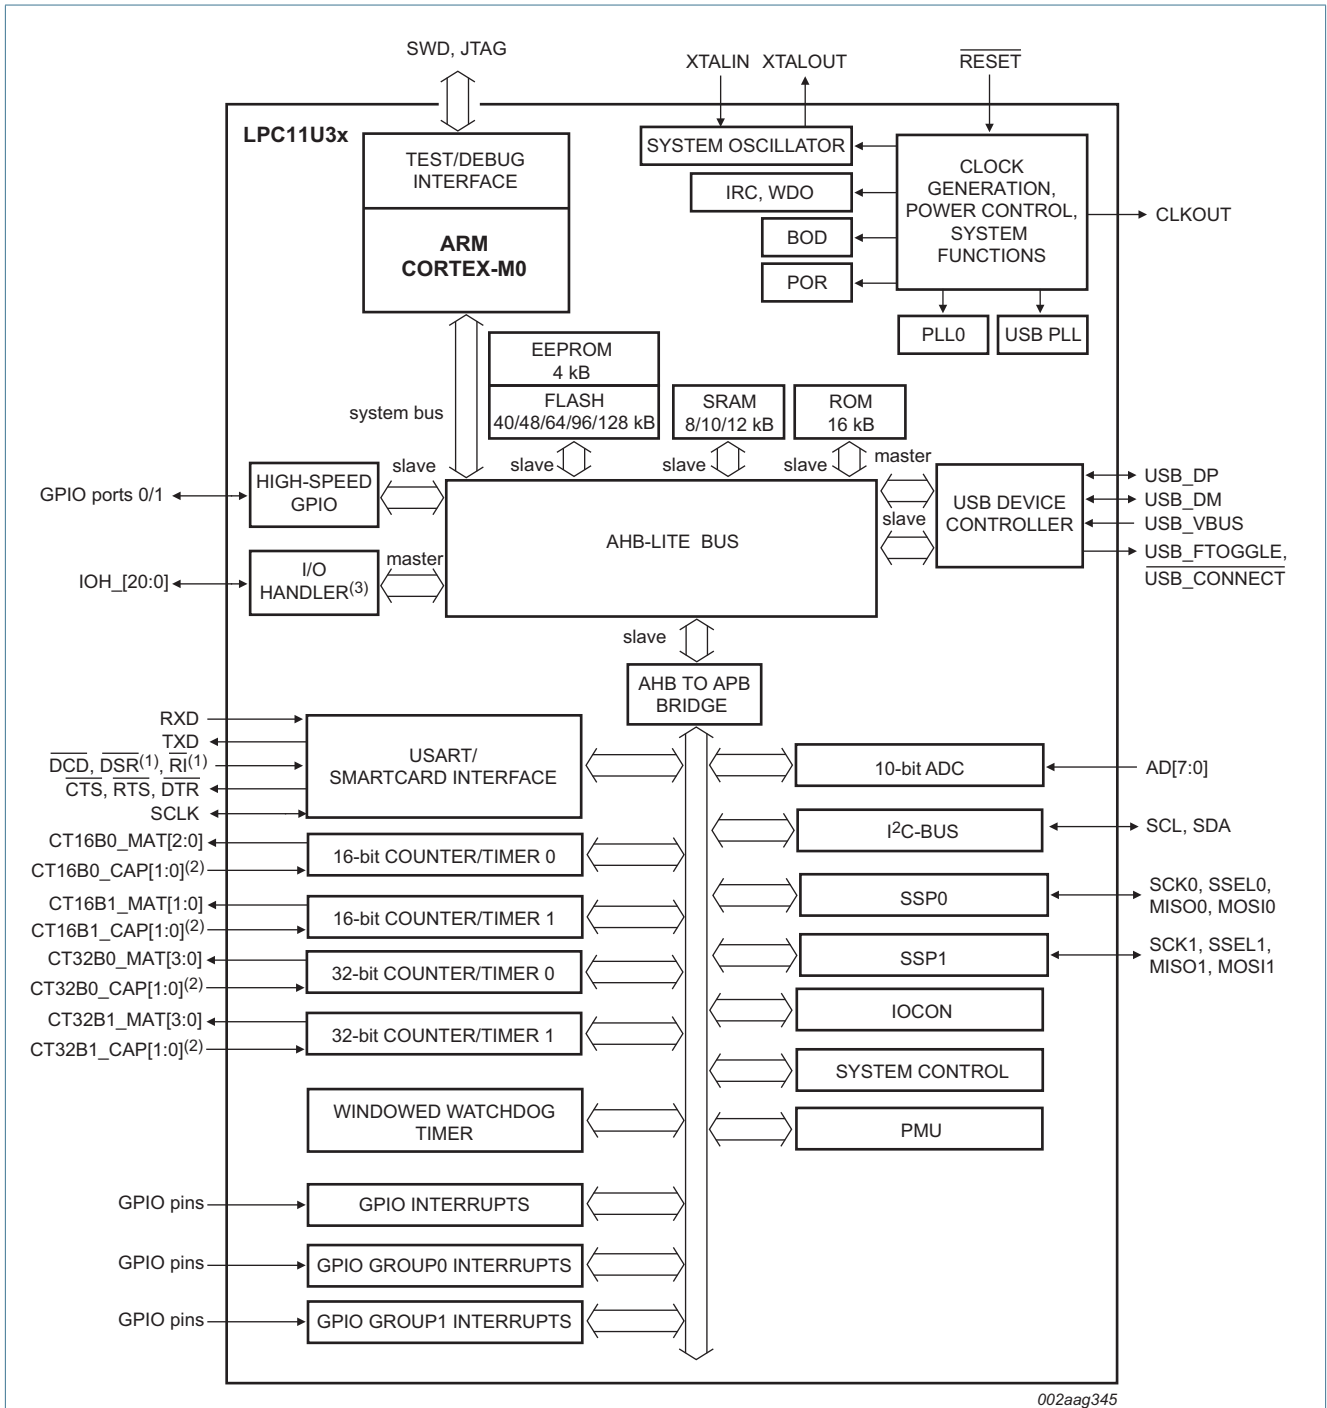 SWD, JTAG
XTALIN XTALOUT
RESET
LPC11U3x
TEST/DEBUG
INTERFACE
ARM
CORTEX-M0
SYSTEM OSCILLATOR
IRC, WDO
BOD
POR
CLOCK
GENERATION,
POWER CONTROL,
SYSTEM
FUNCTIONS
CLKOUT
PLL0
USB PLL
system bus
EEPROM
4 kB
FLASH
40/48/64/96/128 kB
SRAM
8/10/12 kB
ROM
16 kB
slave
slave
slave
slave
master
slave
GPIO ports 0/1
HIGH-SPEED
GPIO
IOH_[20:0]
I/O
HANDLER(3)
master
AHB-LITE BUS
USB DEVICE
CONTROLLER
USB_DP
USB_DM
USB_VBUS
USB_FTOGGLE,
USB_CONNECT
slave
AHB TO APB
BRIDGE
RXD
TXD
DCD, DSR(1), RI(1)
CTS, RTS, DTR
SCLK
USART/
SMARTCARD INTERFACE
CT16B0_MAT[2:0]
CT16B0_CAP[1:0](2)
16-bit COUNTER/TIMER 0
CT16B1_MAT[1:0]
CT16B1_CAP[1:0](2)
16-bit COUNTER/TIMER 1
CT32B0_MAT[3:0]
CT32B0_CAP[1:0](2)
32-bit COUNTER/TIMER 0
CT32B1_MAT[3:0]
CT32B1_CAP[1:0](2)
32-bit COUNTER/TIMER 1
WINDOWED WATCHDOG
TIMER
GPIO pins
GPIO INTERRUPTS
GPIO pins
GPIO GROUP0 INTERRUPTS
GPIO pins
GPIO GROUP1 INTERRUPTS
10-bit ADC
AD[7:0]
I2C-BUS
SCL, SDA
SSP0
SCK0, SSEL0,
MISO0, MOSI0
SSP1
SCK1, SSEL1,
MISO1, MOSI1
IOCON
SYSTEM CONTROL
PMU
002aag345